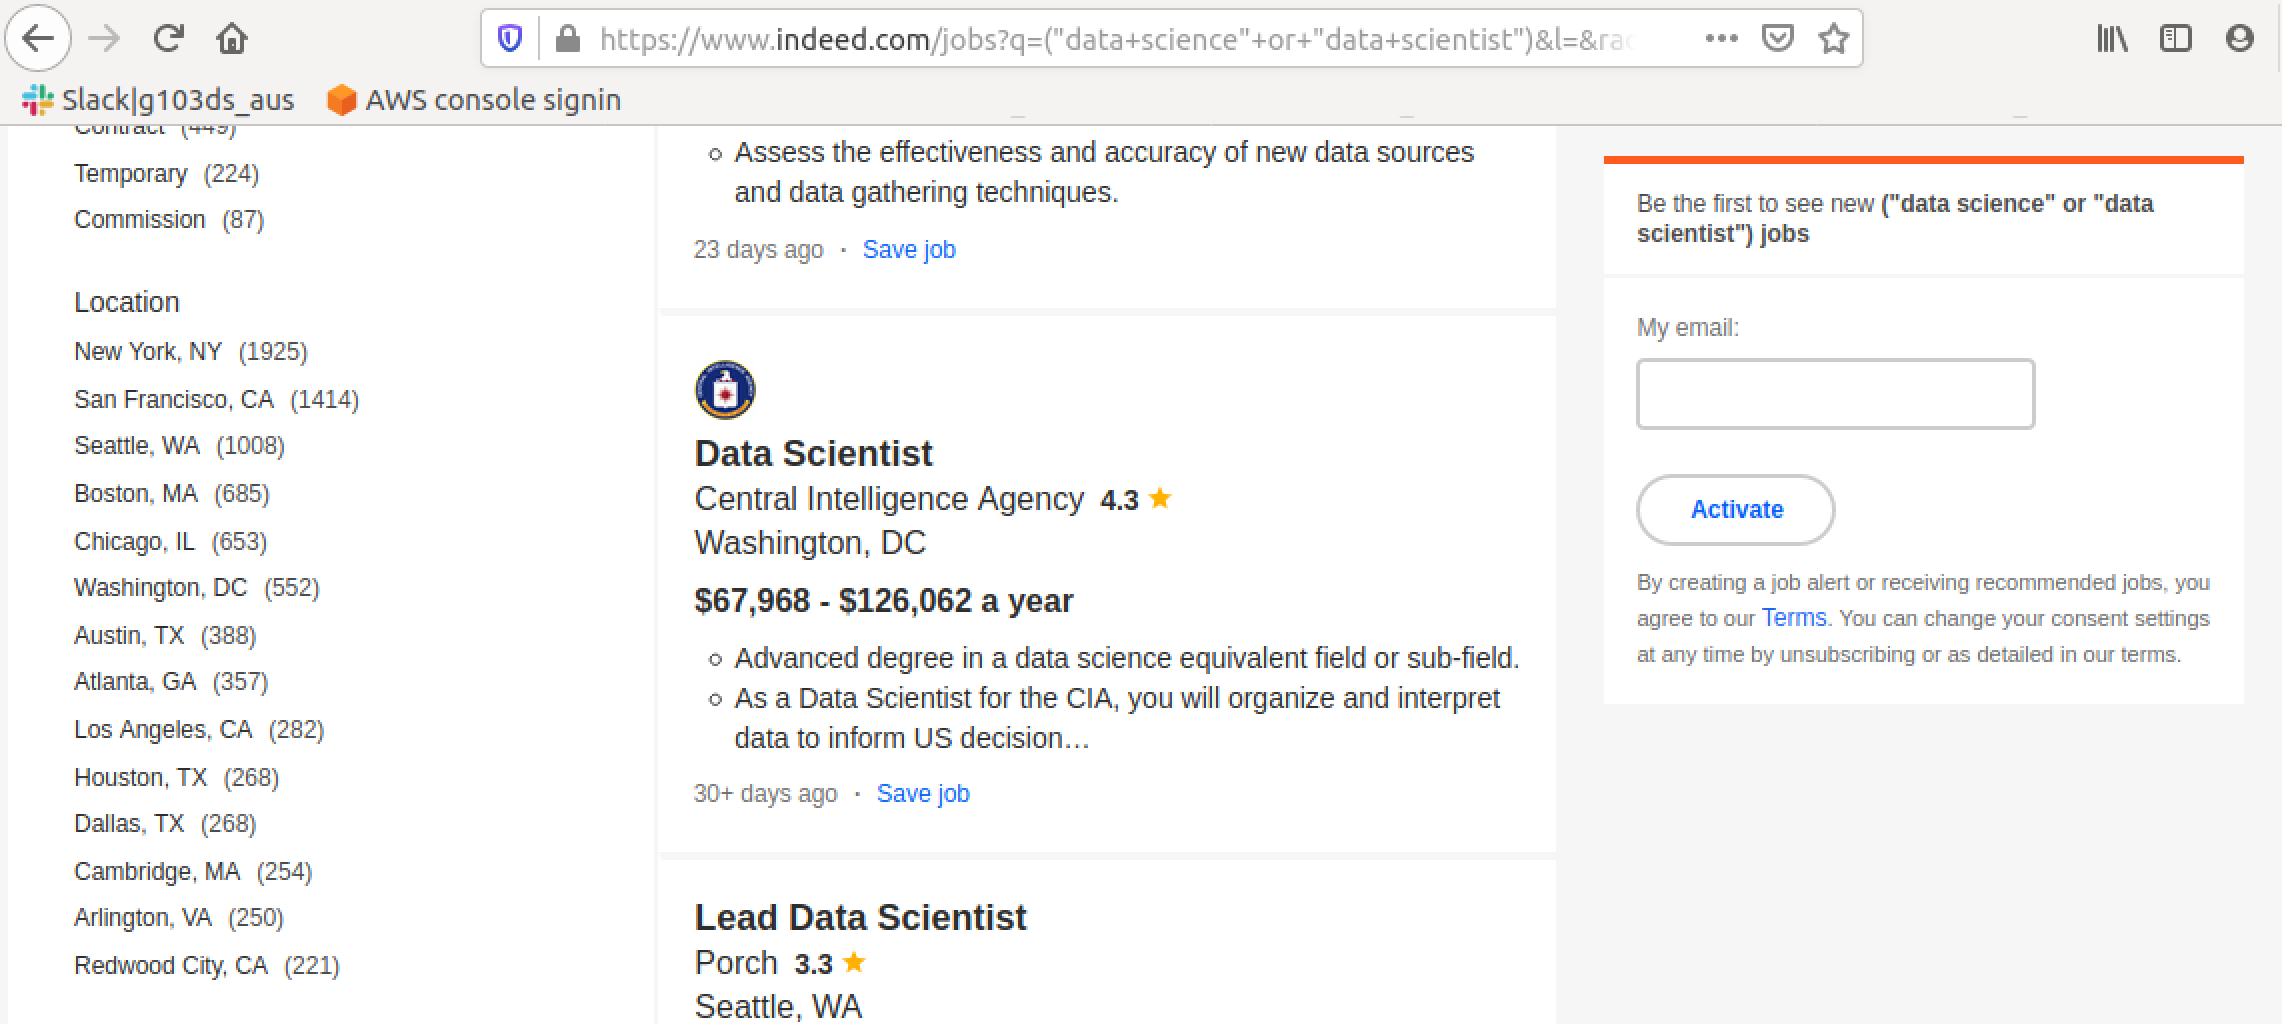 https://www.indeed.com/jobs?q=("data+science"+or+"data+scientist")&l=&rac
Slack|g103ds_aus AWS console signin
Contract (449)
Temporary (224)
Commission (87)
Location
New York, NY (1925)
San Francisco, CA (1414)
Seattle, WA (1008)
Boston, MA (685)
Chicago, IL (653)
Washington, DC (552)
Austin, TX (388)
Atlanta, GA (357)
Los Angeles, CA (282)
Houston, TX (268)
Dallas, TX (268)
Cambridge, MA (254)
Arlington, VA (250)
Redwood City, CA (221)
Assess the effectiveness and accuracy of new data sources
and data gathering techniques.
23 days ago · Save job
Data Scientist
Central Intelligence Agency 4.3
Washington, DC
$67,968 - $126,062 a year
Advanced degree in a data science equivalent field or sub-field.
As a Data Scientist for the CIA, you will organize and interpret
data to inform US decision…
30+ days ago · Save job
Lead Data Scientist
Porch 3.3
Seattle, WA
Be the first to see new ("data science" or "data
scientist") jobs
My email:
Activate
By creating a job alert or receiving recommended jobs, you
agree to our Terms. You can change your consent settings
at any time by unsubscribing or as detailed in our terms.